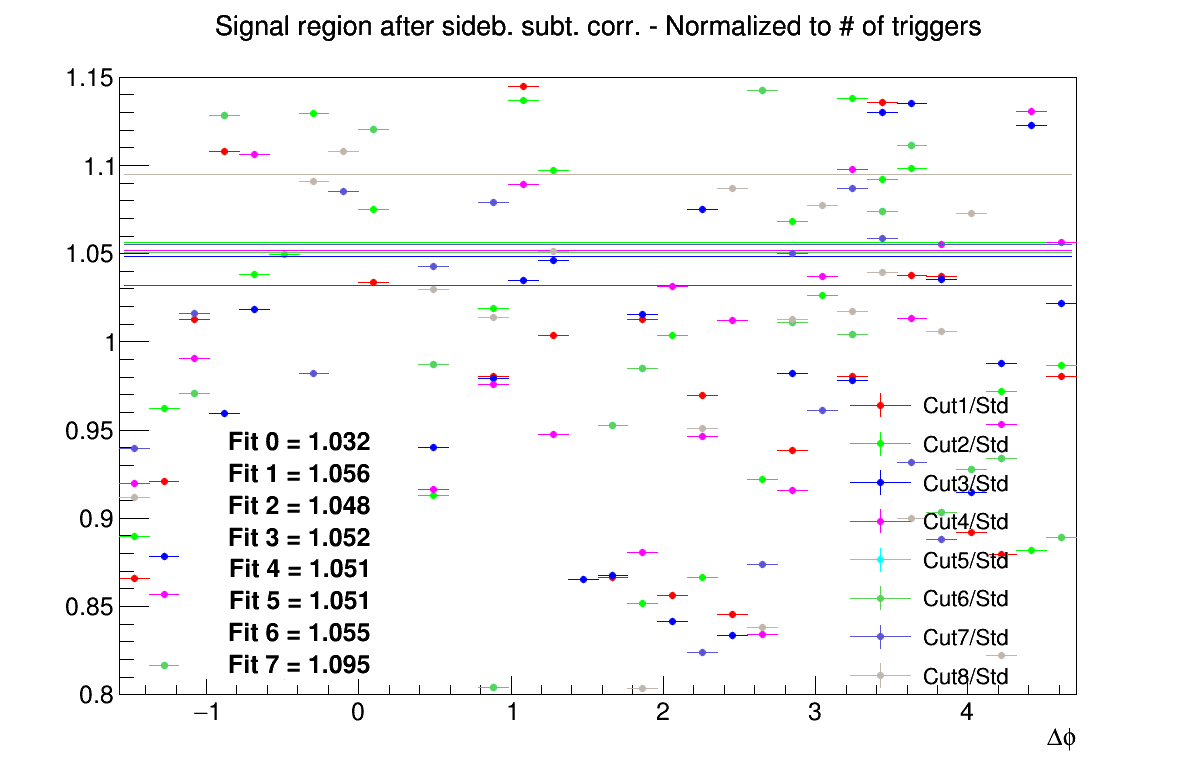 Signal region after sideb. subt. corr. - Normalized to # of triggers
1.15
1.1
1.05
1
0.95
0.9
0.85
0.8
Fit 0 = 1.032
Fit 1 = 1.056
Fit 2 = 1.048
Fit 3 = 1.052
Fit 4 = 1.051
Fit 5 = 1.051
Fit 6 = 1.055
Fit 7 = 1.095
Cut1/Std
Cut2/Std
Cut3/Std
Cut4/Std
Cut5/Std
Cut6/Std
Cut7/Std
Cut8/Std
−1 0 1 2 3 4
Δϕ